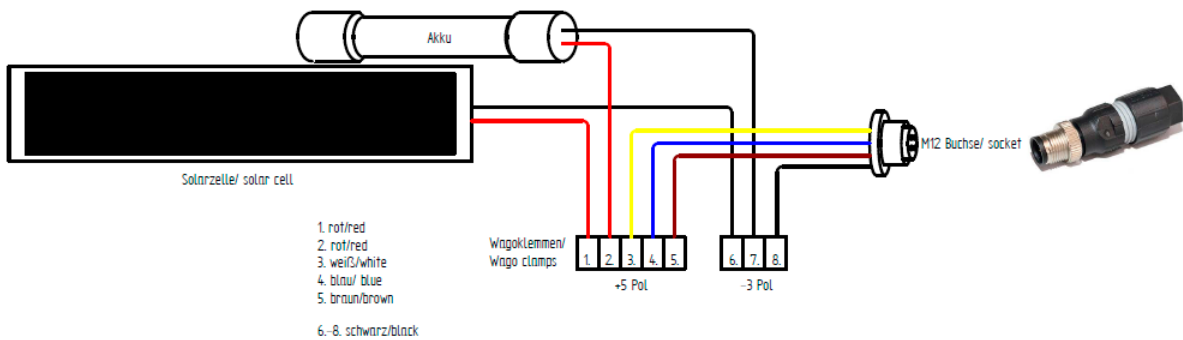 Akku
Solarzelle/ solar cell
M12 Buchse/ socket
1. rot/red
2. rot/red
3. weiß/white
4. blau/ blue
5. braun/brown
6.-8. schwarz/black
Wagoklemmen/
Wago clamps
1. 2. 3. 4. 5.
+5 Pol
6. 7. 8.
-3 Pol